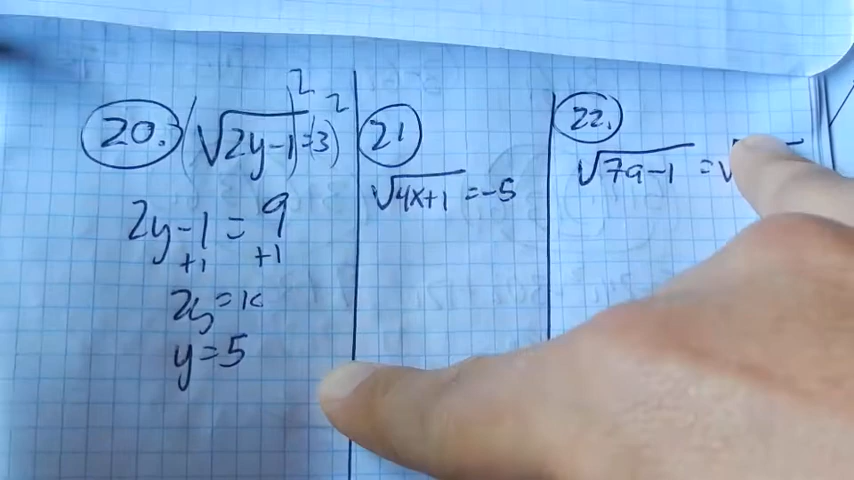 20. (√2y-1)² = (3)²
2y-1 = 9
+1 +1
2y = 10
y = 5
21
√4x+1 = -5
22.
√7a-1 = √